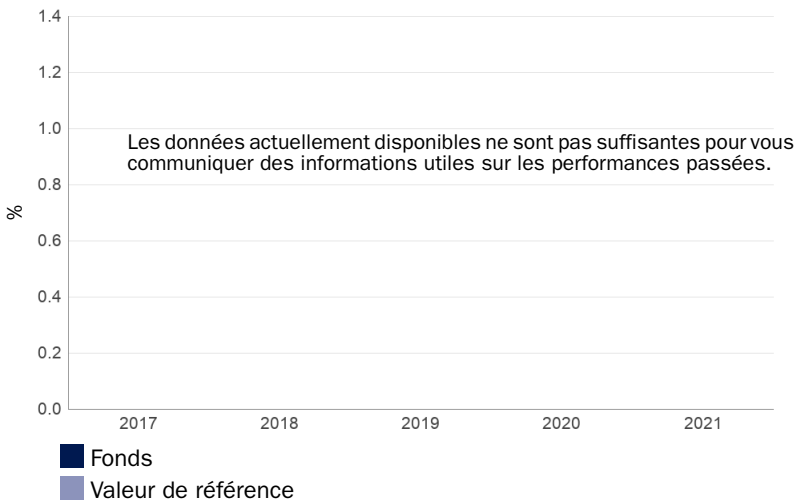 1.4
1.2
1.0
Les données actuellement disponibles ne sont pas suffisantes pour vous
communiquer des informations utiles sur les performances passées.
0.8
%
0.6
0.4
0.2
0.0
2017 2018 2019 2020 2021
Fonds
Valeur de référence